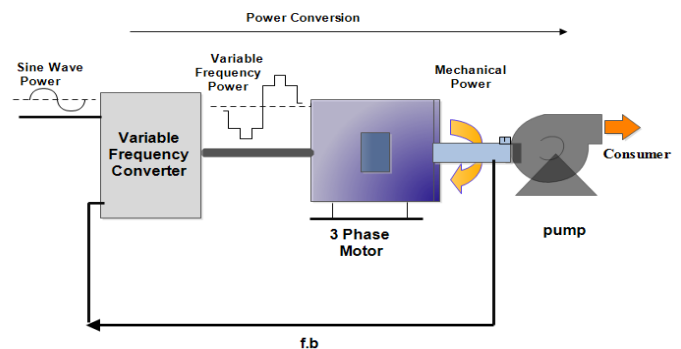 Power Conversion
Sine Wave
Power
Variable
Frequency
Power
Mechanical
Power
Variable
Frequency
Converter
Consumer
3 Phase
Motor
pump
f.b